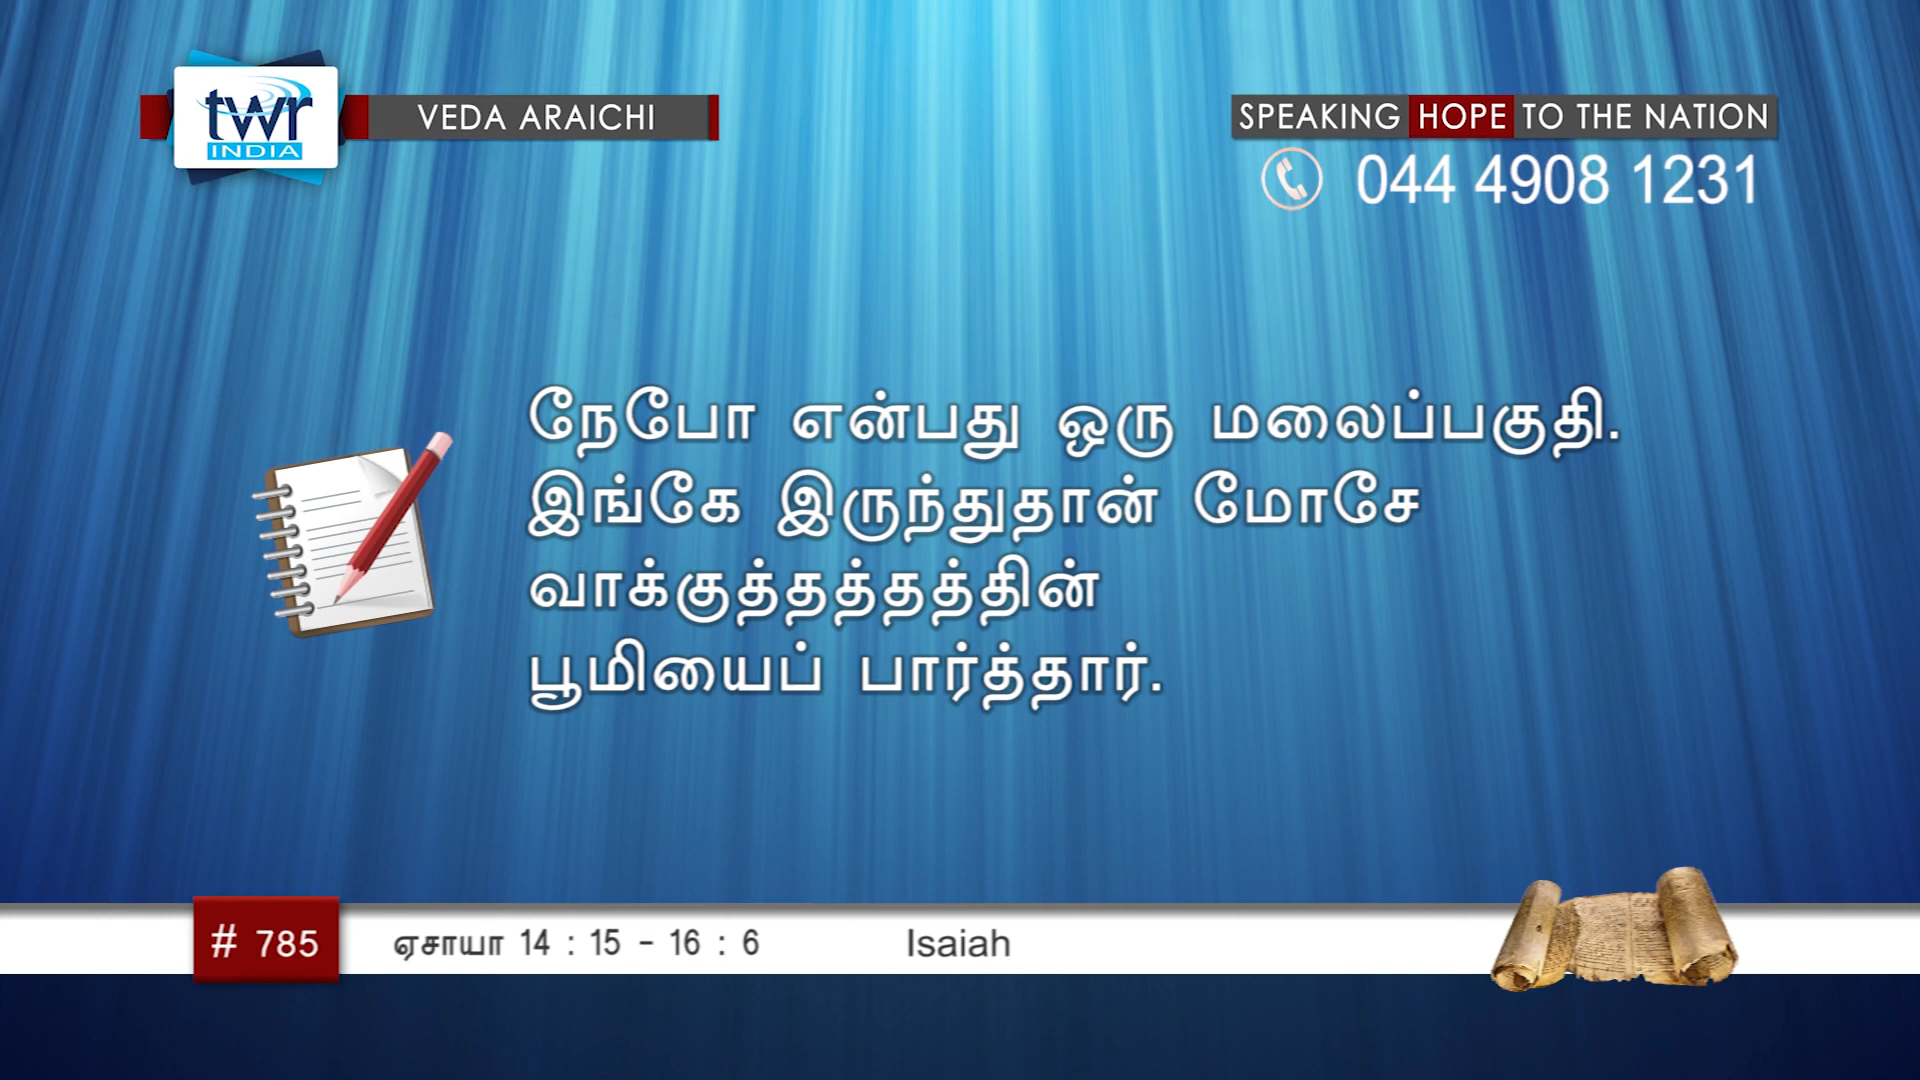 twr
INDIA
VEDA ARAICHI
SPEAKING HOPE TO THE NATION
044 4908 1231
நேபோ என்பது ஒரு மலைப்பகுதி.
இங்கே இருந்துதான் மோசே
வாக்குத்தத்தத்தின்
பூமியைப் பார்த்தார்.
# 785
ஏசாயா 14 : 15 - 16 : 6
Isaiah